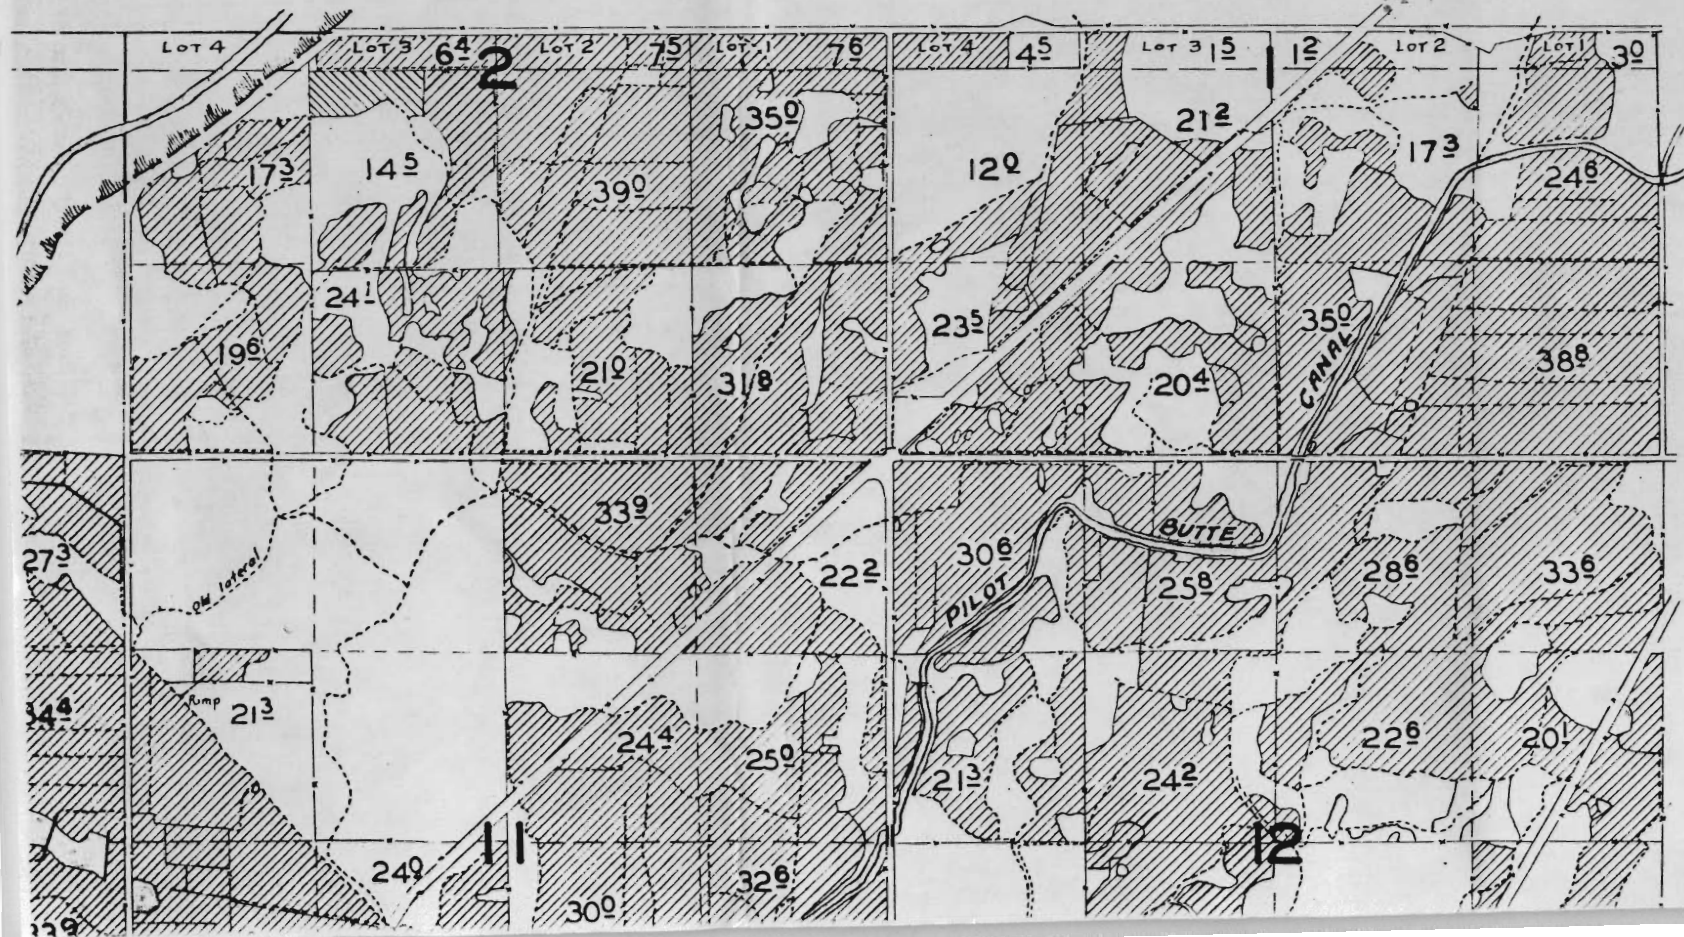 LOT 4 LOT 3 6 4 2 LOT 2 7 5 LOT 1 7 6 LOT 4 4 5 LOT 3 1 5 1 1 2 LOT 2 LOT 1 3 0
35 0 21 2
17 3 14 5 39 0 12 0 17 3 24 6
24 1 23 5 35 0
19 6 21 0 31 8 20 4 CANAL 38 8
33 9 BUTTE
27 3 old lateral 22 2 30 6 25 8 28 6 33 6
PILOT
34 4 Pump 21 3 24 4 25 0 21 3 24 2 22 6 20 1
11 12
24 0 30 0 32 6
33 9